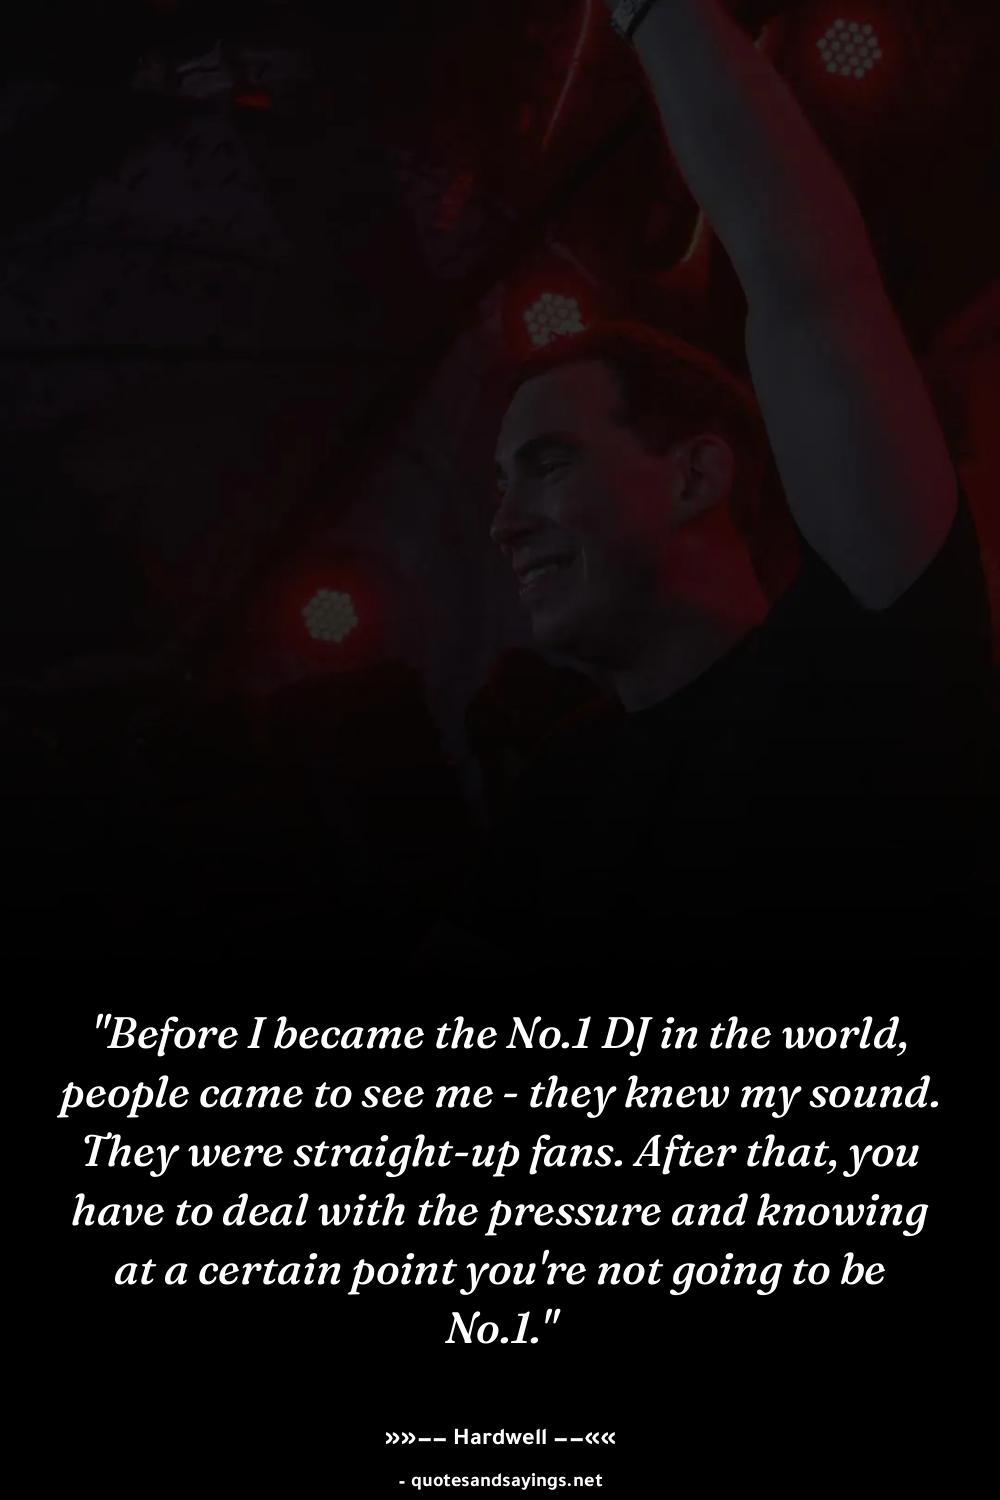 "Before I became the No.1 DJ in the world,
people came to see me - they knew my sound.
They were straight-up fans. After that, you
have to deal with the pressure and knowing
at a certain point you're not going to be
No.1."
»»–– Hardwell ––««
- quotesandsayings.net